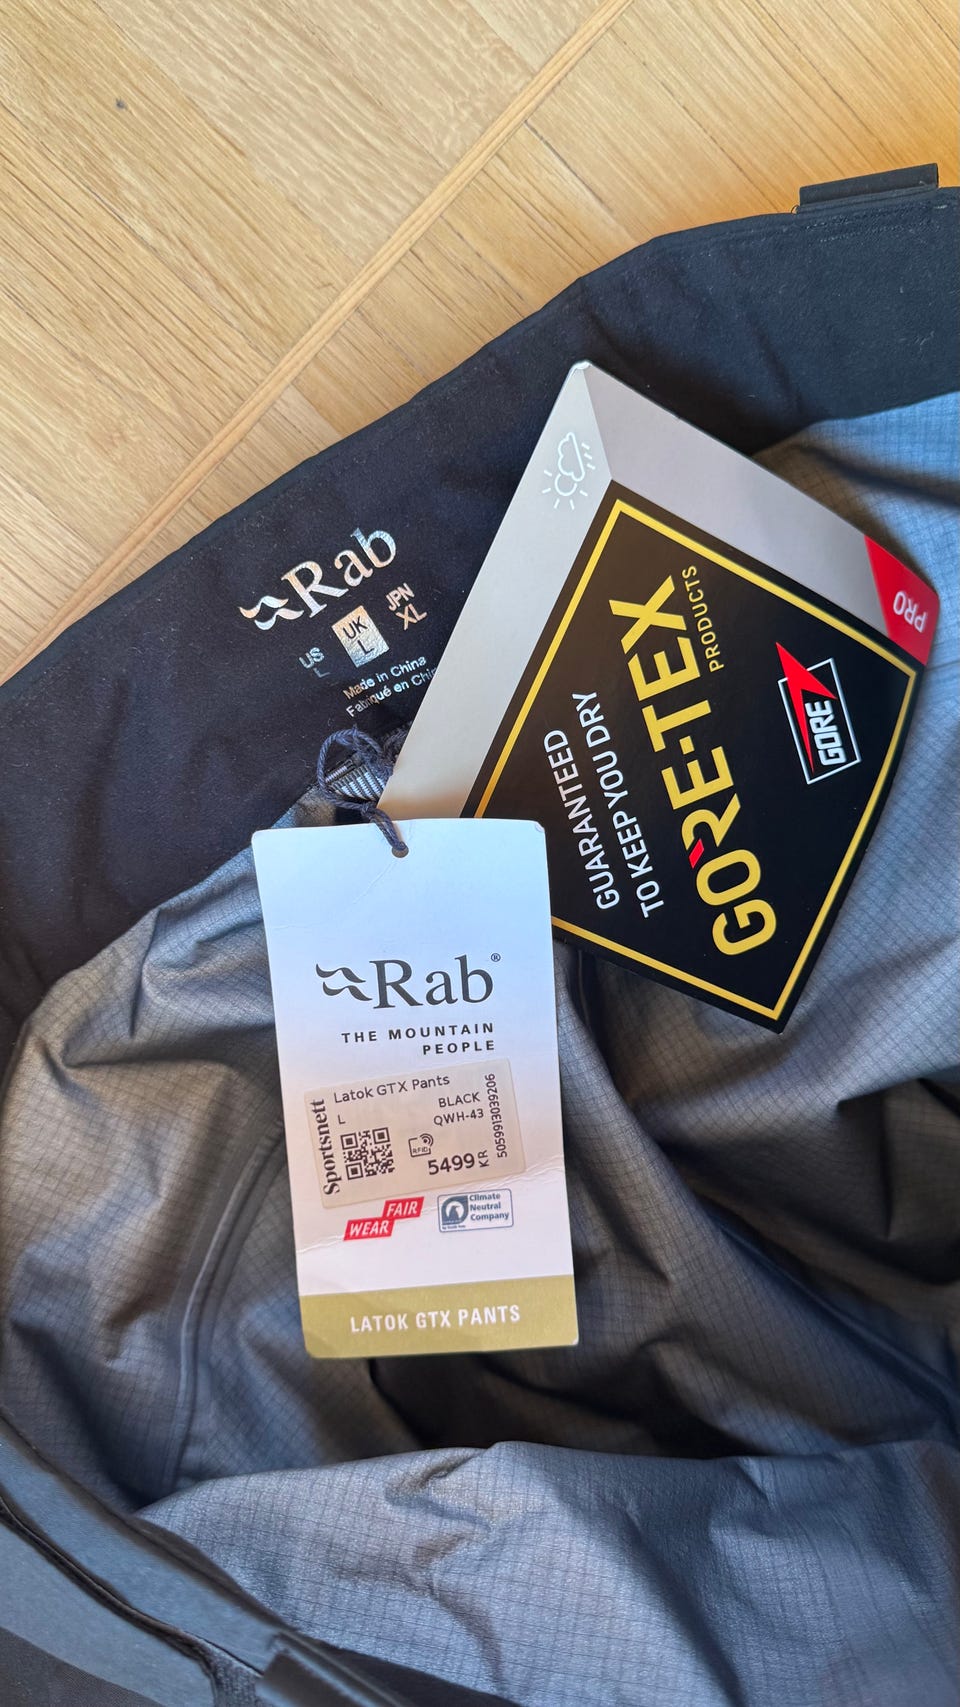 Rab
US
L
UK
L
JPN
XL
Made in China
Fabriqué en
PRO
GORE-TEX
PRODUCTS
GUARANTEED
TO KEEP YOU DRY
GORE
Rab®
THE MOUNTAIN
PEOPLE
Sportsnett
Latok GTX Pants
L
BLACK
QWH-43
RFID
5499 KR
5059913039206
FAIR
WEAR
Climate
Neutral
Company
LATOK GTX PANTS